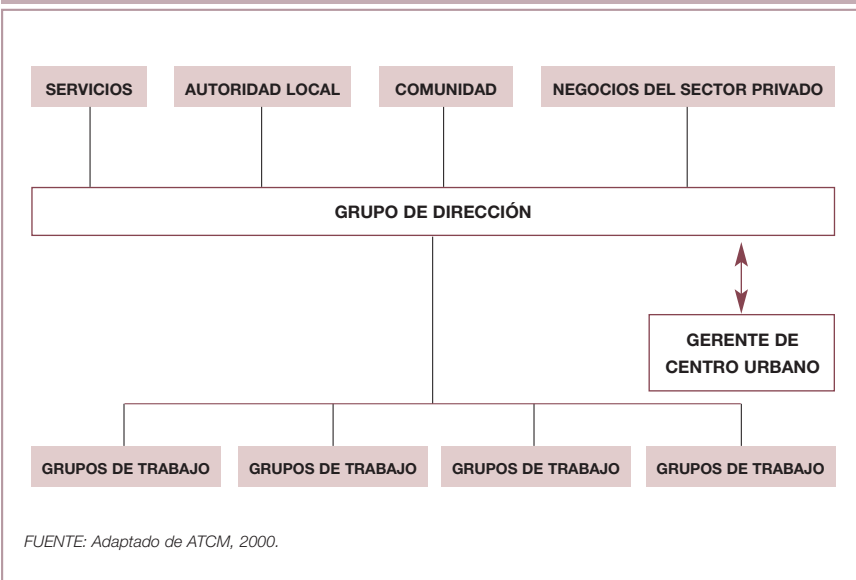 SERVICIOS
AUTORIDAD LOCAL
COMUNIDAD
NEGOCIOS DEL SECTOR PRIVADO
GRUPO DE DIRECCIÓN
GERENTE DE
CENTRO URBANO
GRUPOS DE TRABAJO
GRUPOS DE TRABAJO
GRUPOS DE TRABAJO
GRUPOS DE TRABAJO
FUENTE: Adaptado de ATCM, 2000.